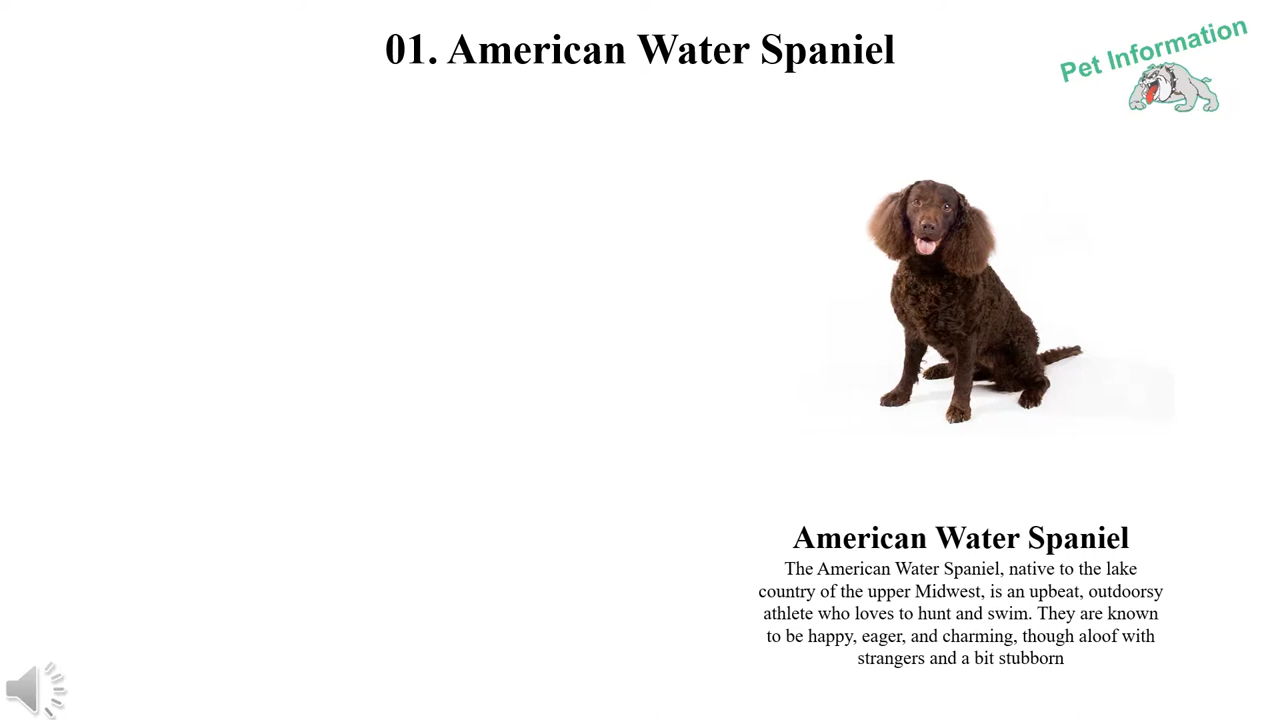 01. American Water Spaniel
Pet Information
American Water Spaniel
The American Water Spaniel, native to the lake
country of the upper Midwest, is an upbeat, outdoorsy
athlete who loves to hunt and swim. They are known
to be happy, eager, and charming, though aloof with
strangers and a bit stubborn